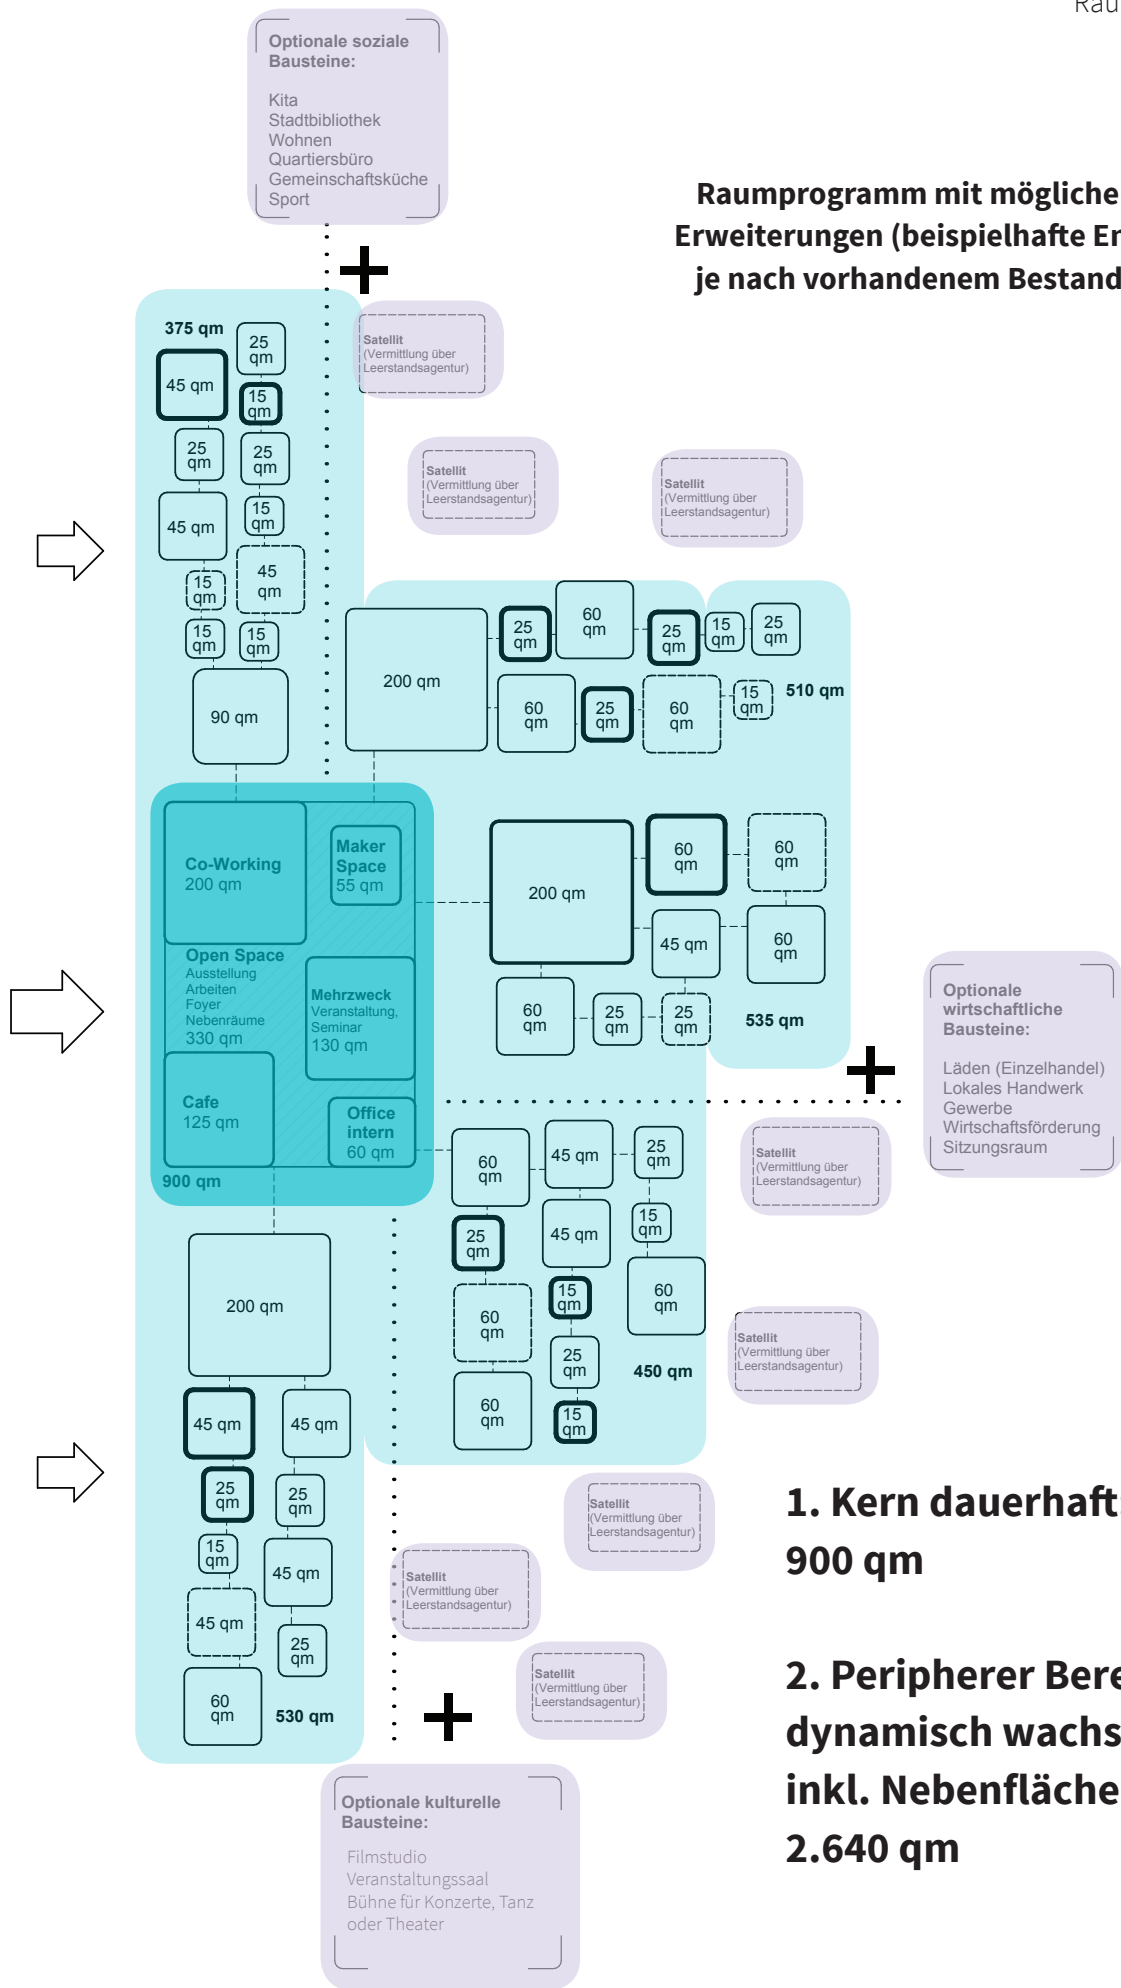 Rau
Optionale soziale
Bausteine:
Kita
Stadtbibliothek
Wohnen
Quartiersbüro
Gemeinschaftsküche
Sport
Raumprogramm mit mögliche
Erweiterungen (beispielhafte En
je nach vorhandenem Bestand
375 qm
25
qm
45 qm
15
qm
25
qm
25
qm
45 qm
15
qm
15
qm
45
qm
15
qm
15
qm
90 qm
Satellit
(Vermittlung über
Leerstandsagentur)
Satellit
(Vermittlung über
Leerstandsagentur)
Satellit
(Vermittlung über
Leerstandsagentur)
200 qm
25
qm
60
qm
25
qm
15
qm
25
qm
60
qm
25
qm
60
qm
15
qm
510 qm
Co-Working
200 qm
Maker
Space
55 qm
Open Space
Ausstellung
Arbeiten
Foyer
Nebenräume
330 qm
Mehrzweck
Veranstaltung,
Seminar
130 qm
Cafe
125 qm
Office
intern
60 qm
900 qm
200 qm
60
qm
60
qm
45 qm
60
qm
60
qm
25
qm
25
qm
535 qm
Optionale
wirtschaftliche
Bausteine:
Läden (Einzelhandel)
Lokales Handwerk
Gewerbe
Wirtschaftsförderung
Sitzungsraum
60
qm
45 qm
25
qm
25
qm
45 qm
15
qm
60
qm
15
qm
60
qm
25
qm
60
qm
15
qm
450 qm
Satellit
(Vermittlung über
Leerstandsagentur)
Satellit
(Vermittlung über
Leerstandsagentur)
200 qm
45 qm
45 qm
25
qm
25
qm
15
qm
45 qm
45 qm
25
qm
60
qm
530 qm
Satellit
(Vermittlung über
Leerstandsagentur)
Satellit
(Vermittlung über
Leerstandsagentur)
Satellit
(Vermittlung über
Leerstandsagentur)
1. Kern dauerhaft:
900 qm
2. Peripherer Bere
dynamisch wachs
inkl. Nebenfläche
2.640 qm
Optionale kulturelle
Bausteine:
Filmstudio
Veranstaltungssaal
Bühne für Konzerte, Tanz
oder Theater